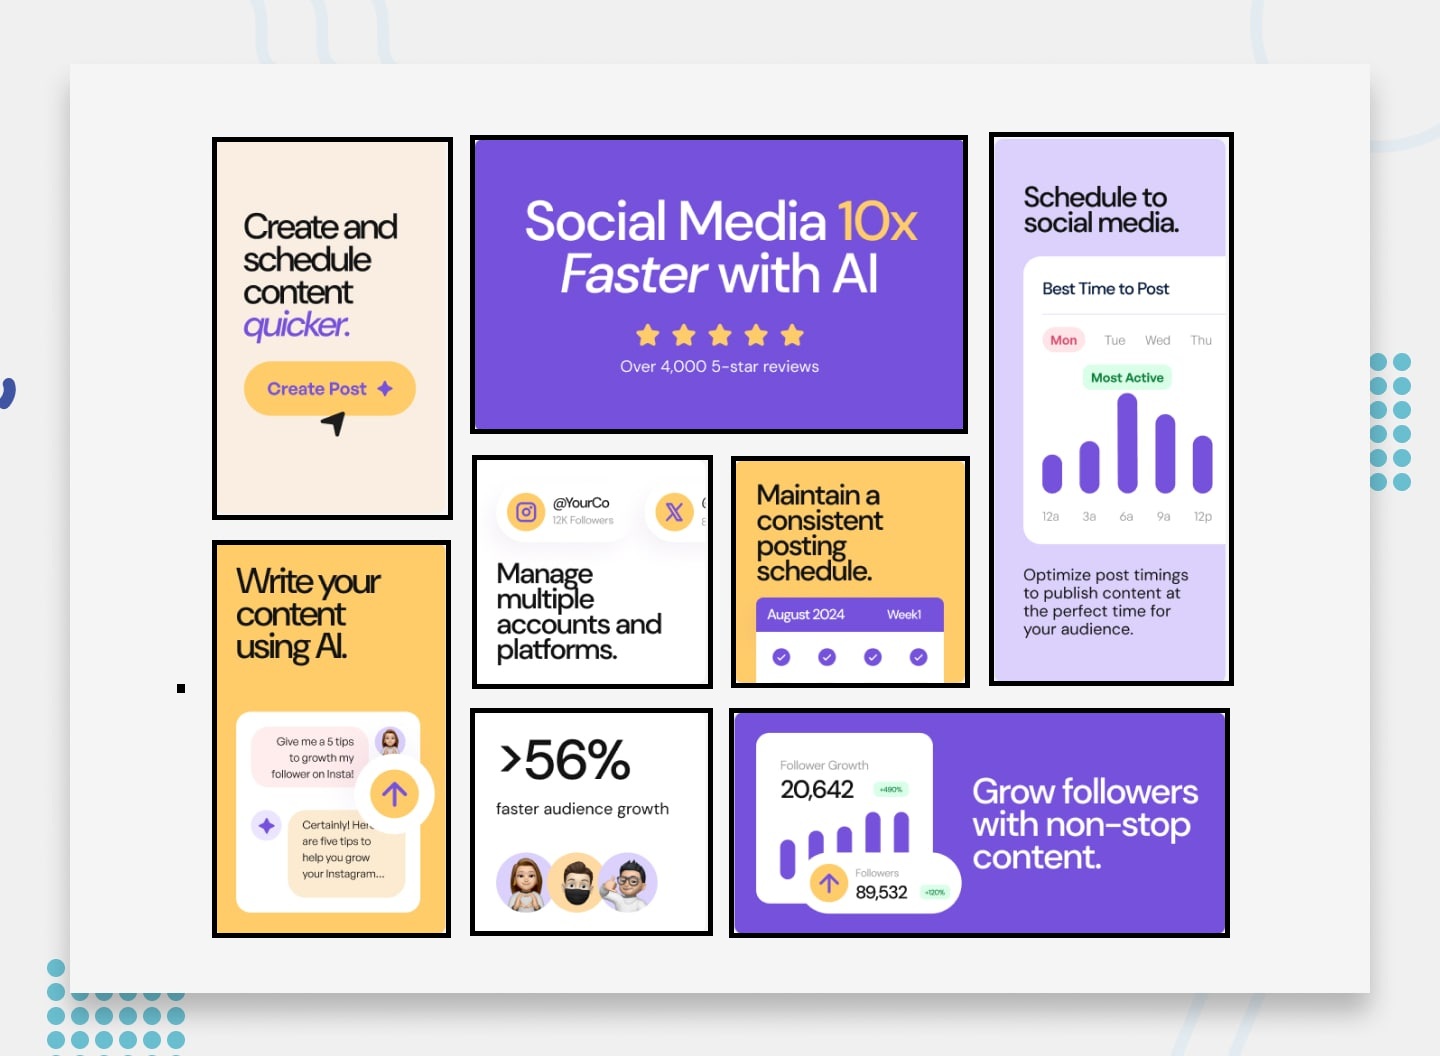 Create and
schedule
content
quicker.
Create Post
Social Media 10x
Faster with AI
Over 4,000 5-star reviews
Schedule to
social media.
Best Time to Post
Mon Tue Wed Thu
Most Active
12a 3a 6a 9a 12p
Optimize post timings
to publish content at
the perfect time for
your audience.
@YourCo
12K Followers
Manage
multiple
accounts and
platforms.
Maintain a
consistent
posting
schedule.
August 2024 Week1
Write your
content
using AI.
Give me a 5 tips
to growth my
follower on Insta!
Certainly! Here
are five tips to
help you grow
your Instagram...
>56%
faster audience growth
Follower Growth
20,642 +490%
Followers
89,532 +120%
Grow followers
with non-stop
content.